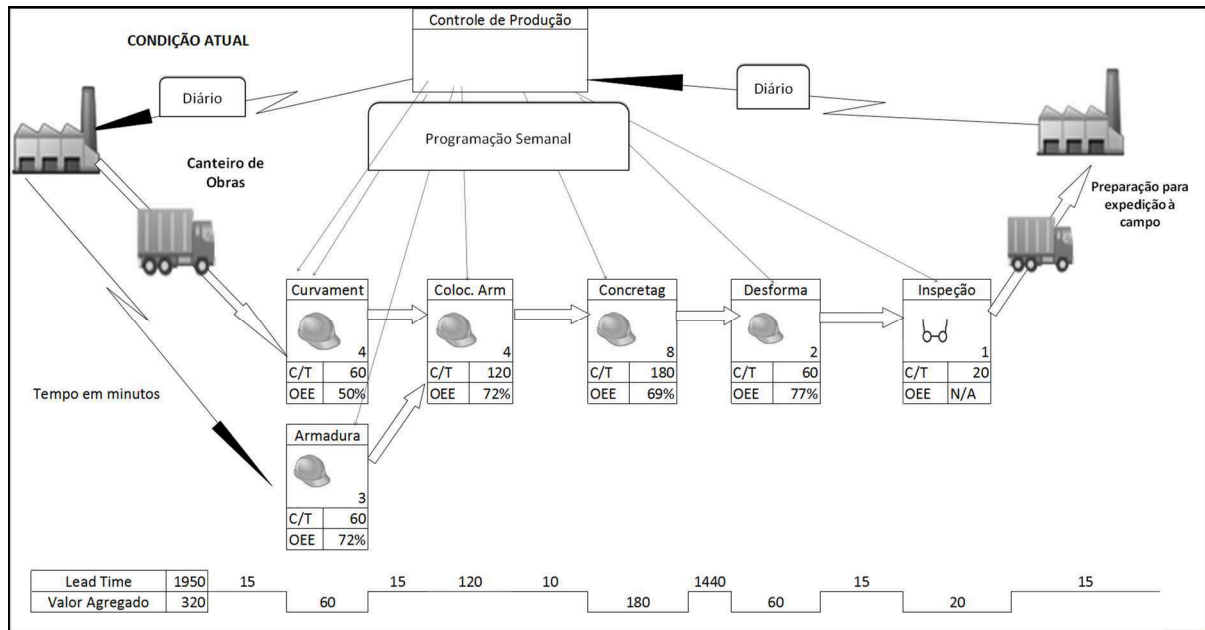 Controle de Produção
CONDIÇÃO ATUAL
Diário
Diário
Programação Semanal
Canteiro de
Obras
Preparação para
expedição à
campo
Curvament
4
C/T 60
OEE 50%
Coloc. Arm
4
C/T 120
OEE 72%
Concretag
8
C/T 180
OEE 69%
Desforma
2
C/T 60
OEE 77%
Inspeção
1
C/T 20
OEE N/A
Tempo em minutos
Armadura
3
C/T 60
OEE 72%
Lead Time 1950 15 15 120 10 1440 15 15
Valor Agregado 320 60 180 60 20